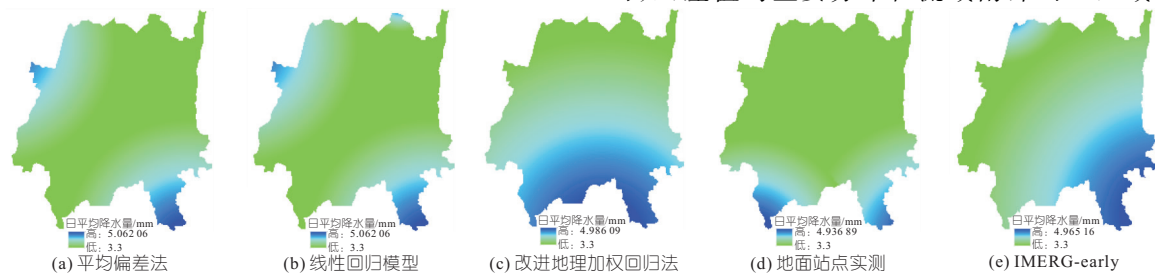 日平均降水量/mm
高：5.062 06
低：3.3
(a) 平均偏差法
日平均降水量/mm
高：5.062 06
低：3.3
(b) 线性回归模型
日平均降水量/mm
高：4.986 09
低：3.3
(c) 改进地理加权回归法
日平均降水量/mm
高：4.936 89
低：3.3
(d) 地面站点实测
日平均降水量/mm
高：4.965 16
低：3.3
(e) IMERG-early